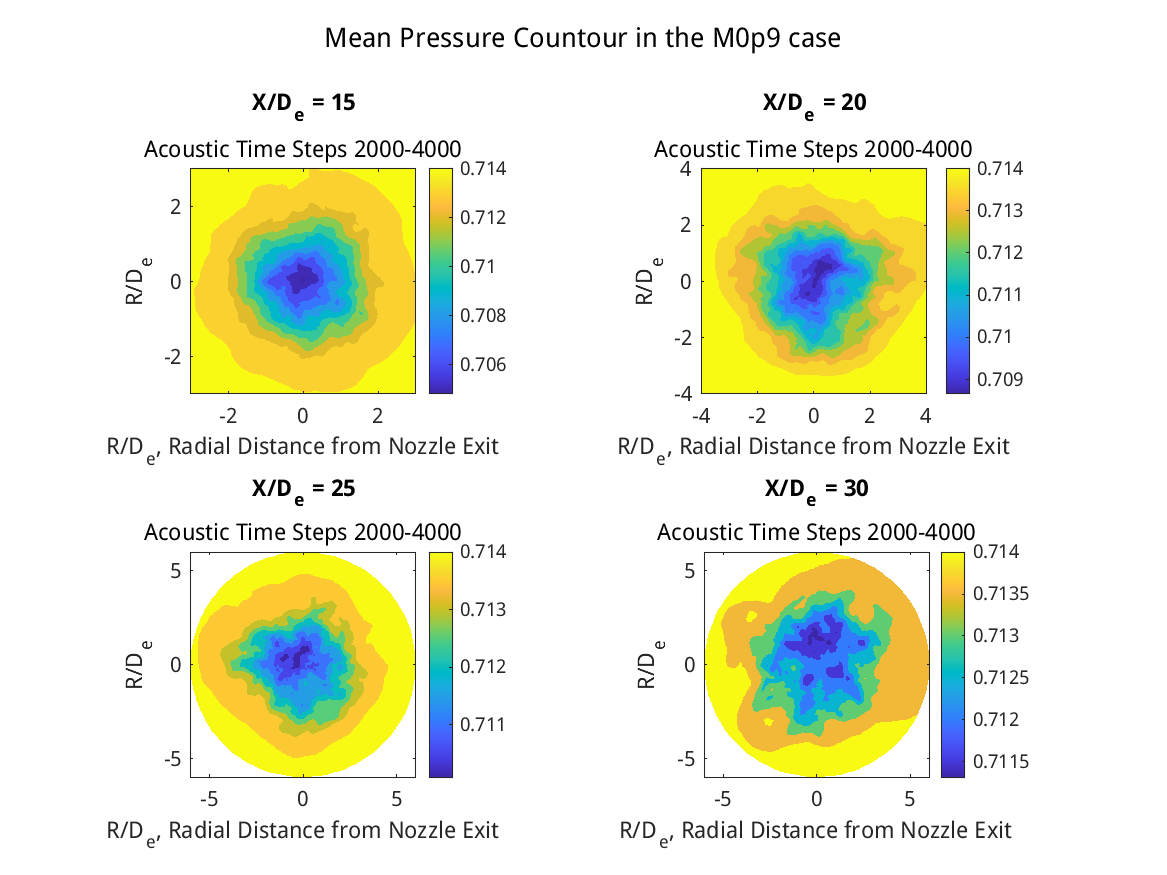 Mean Pressure Countour in the M0p9 case
X/De = 15
Acoustic Time Steps 2000-4000
2
0
-2
-2 0 2
R/De
R/De, Radial Distance from Nozzle Exit
0.714
0.712
0.71
0.708
0.706
X/De = 20
Acoustic Time Steps 2000-4000
4
2
0
-2
-4
-4 -2 0 2 4
R/De
R/De, Radial Distance from Nozzle Exit
0.714
0.713
0.712
0.711
0.71
0.709
X/De = 25
Acoustic Time Steps 2000-4000
5
0
-5
-5 0 5
R/De
R/De, Radial Distance from Nozzle Exit
0.714
0.713
0.712
0.711
X/De = 30
Acoustic Time Steps 2000-4000
5
0
-5
-5 0 5
R/De
R/De, Radial Distance from Nozzle Exit
0.714
0.7135
0.713
0.7125
0.712
0.7115